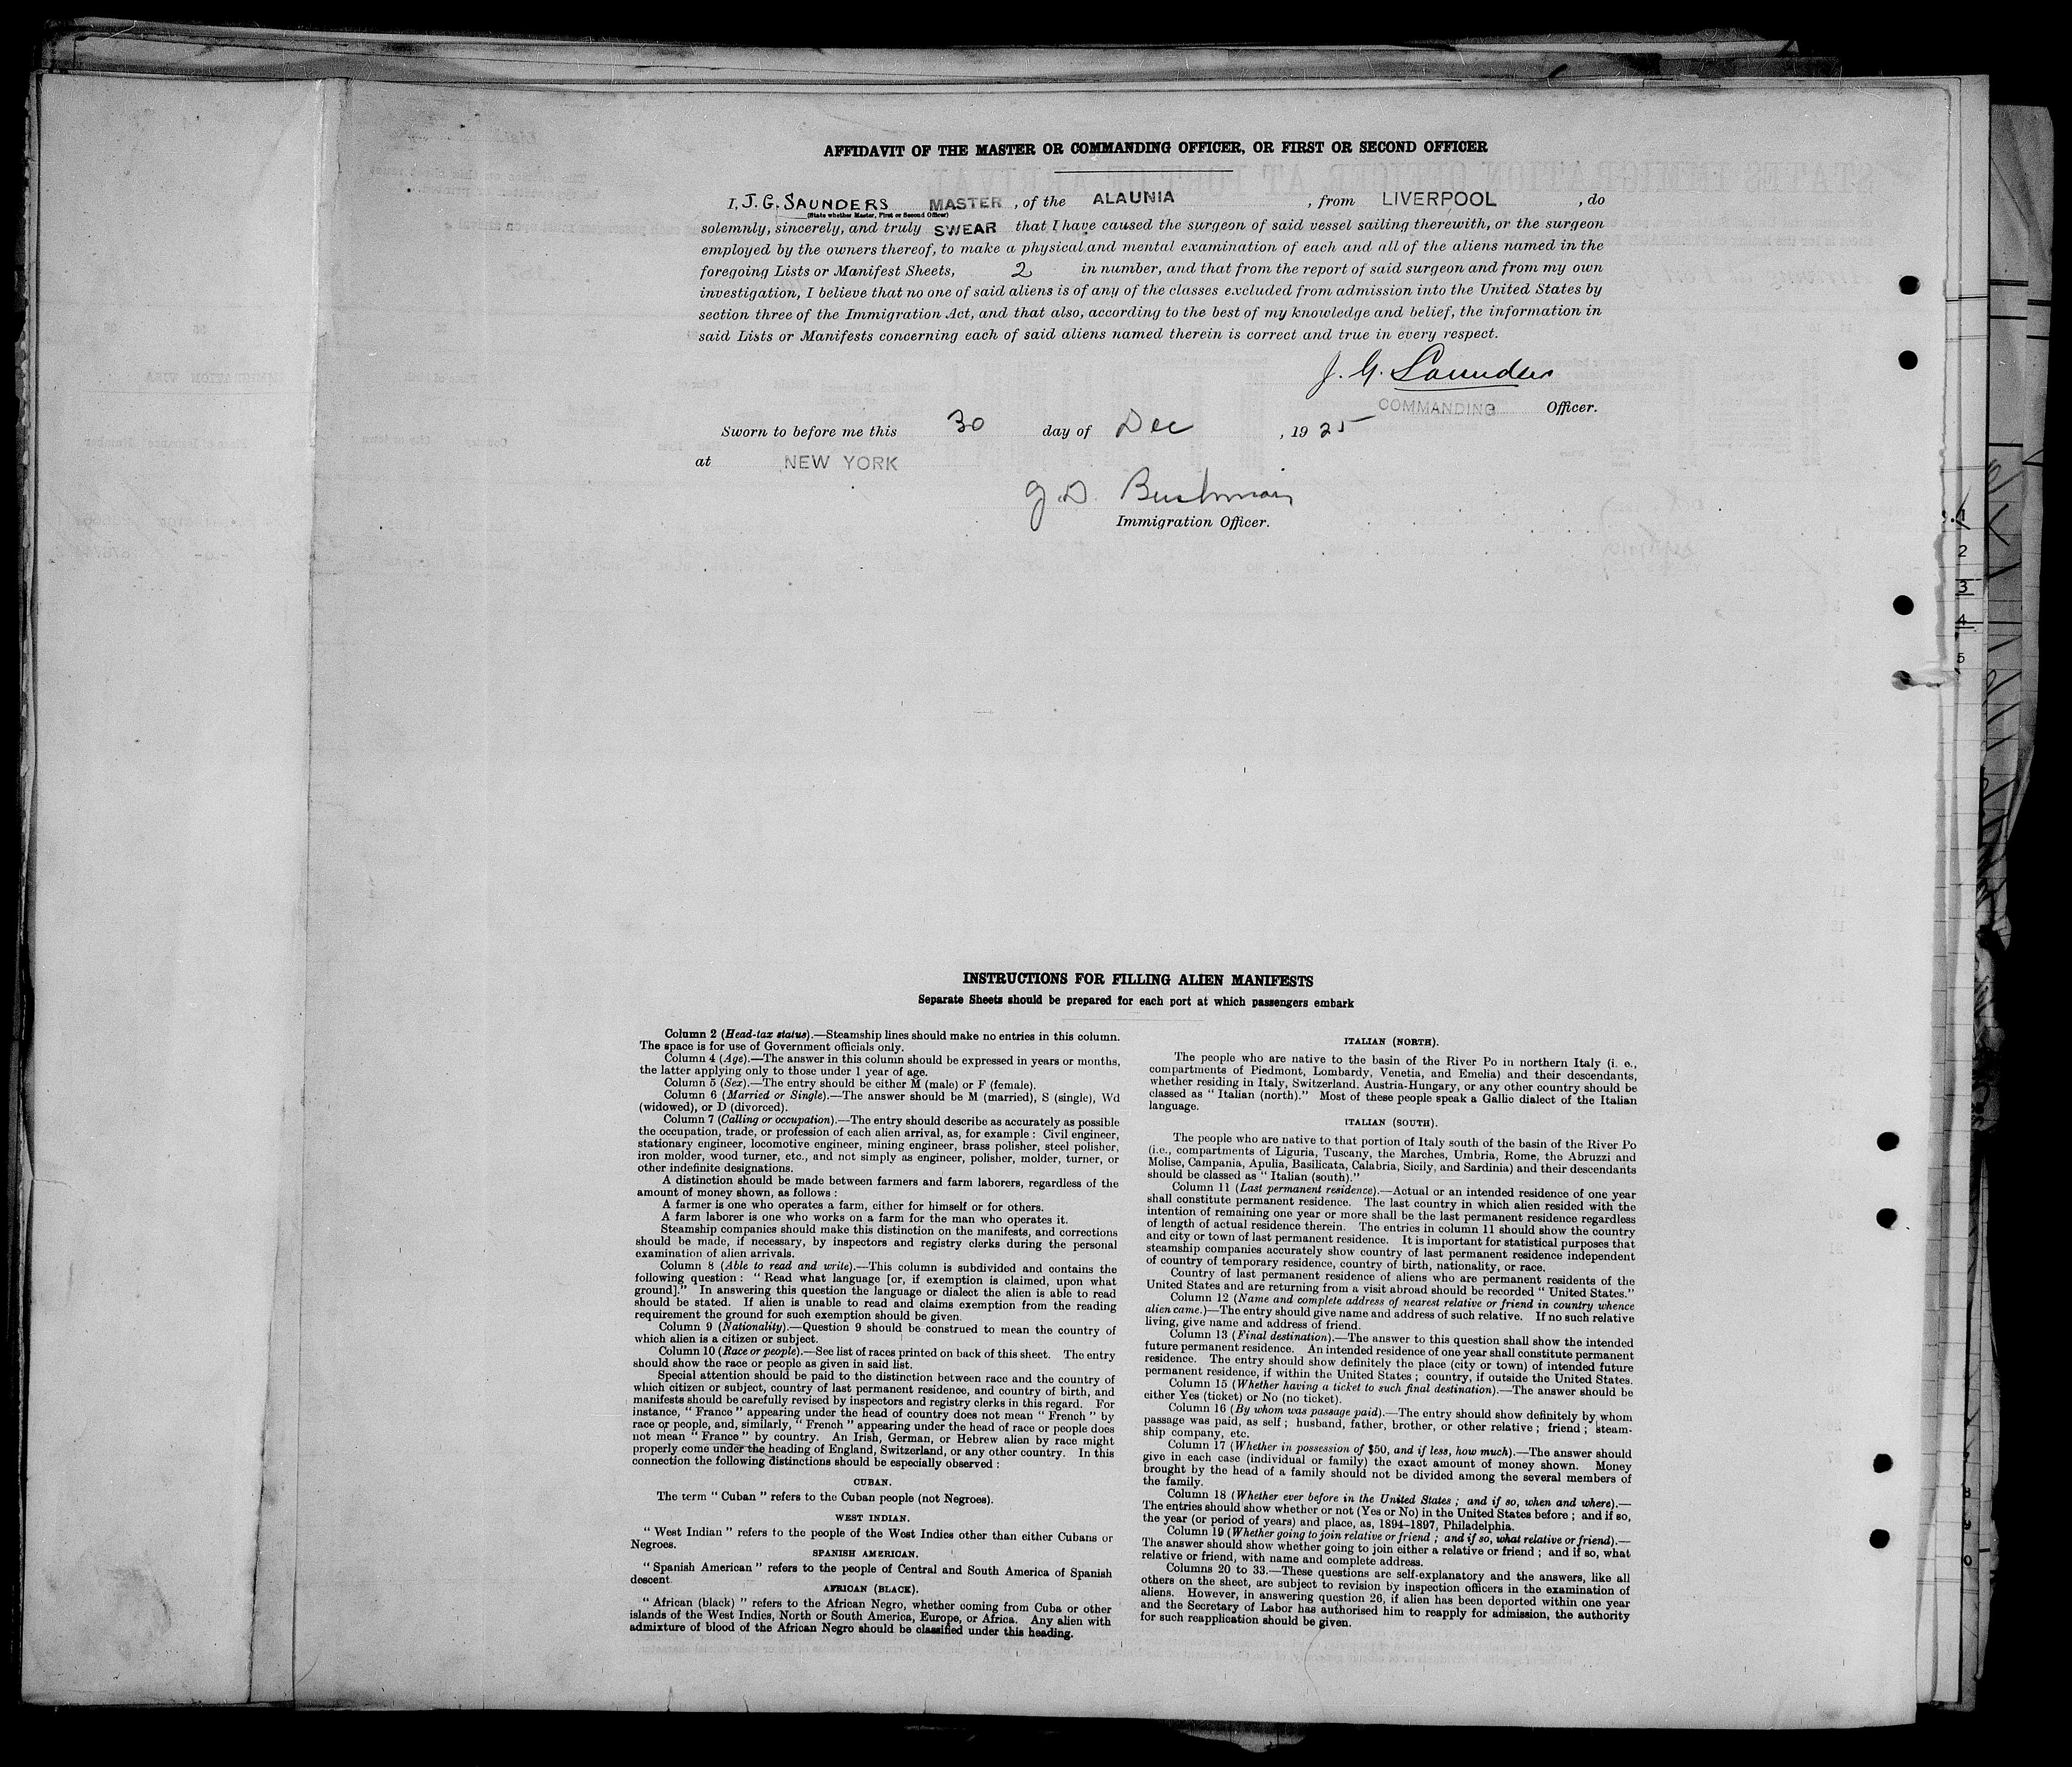 AFFIDAVIT OF THE MASTER OR COMMANDING OFFICER, OR FIRST OR SECOND OFFICER
I, J. G. SAUNDERS MASTER , of the ALAUNIA , from LIVERPOOL , do
(State whether Master, First or Second Officer)
solemnly, sincerely, and truly SWEAR that I have caused the surgeon of said vessel sailing therewith, or the surgeon
employed by the owners thereof, to make a physical and mental examination of each and all of the aliens named in the
foregoing Lists or Manifest Sheets, 2 in number, and that from the report of said surgeon and from my own
investigation, I believe that no one of said aliens is of any of the classes excluded from admission into the United States by
section three of the Immigration Act, and that also, according to the best of my knowledge and belief, the information in
said Lists or Manifests concerning each of said aliens named therein is correct and true in every respect.
J. G. Saunders
COMMANDING Officer.
Sworn to before me this 30 day of Dec , 1925
at NEW YORK
Immigration Officer.
1
2
3
4
5
INSTRUCTIONS FOR FILLING ALIEN MANIFESTS
Separate Sheets should be prepared for each port at which passengers embark
Column 2 (Head-tax status).—Steamship lines should make no entries in this column.
The space is for use of Government officials only.
Column 4 (Age).—The answer in this column should be expressed in years or months,
the latter applying only to those under 1 year of age.
Column 5 (Sex).—The entry should be either M (male) or F (female).
Column 6 (Married or Single).—The answer should be M (married), S (single), Wd
(widowed), or D (divorced).
Column 7 (Calling or occupation).—The entry should describe as accurately as possible
the occupation, trade, or profession of each alien arrival, as, for example : Civil engineer,
stationary engineer, locomotive engineer, mining engineer, brass polisher, steel polisher,
iron molder, wood turner, etc., and not simply as engineer, polisher, molder, turner, or
other indefinite designations.
A distinction should be made between farmers and farm laborers, regardless of the
amount of money shown, as follows :
A farmer is one who operates a farm, either for himself or for others.
A farm laborer is one who works on a farm for the man who operates it.
Steamship companies should make this distinction on the manifests, and corrections
should be made, if necessary, by inspectors and registry clerks during the personal
examination of alien arrivals.
Column 8 (Able to read and write).—This column is subdivided and contains the
following question : " Read what language [or, if exemption is claimed, upon what
ground]." In answering this question the language or dialect the alien is able to read
should be stated. If alien is unable to read and claims exemption from the reading
requirement the ground for such exemption should be given.
Column 9 (Nationality).—Question 9 should be construed to mean the country of
which alien is a citizen or subject.
Column 10 (Race or people).—See list of races printed on back of this sheet. The entry
should show the race or people as given in said list.
Special attention should be paid to the distinction between race and the country of
which citizen or subject, country of last permanent residence, and country of birth, and
manifests should be carefully revised by inspectors and registry clerks in this regard. For
instance, " France " appearing under the head of country does not mean " French " by
race or people, and, similarly, " French " appearing under the head of race or people does
not mean " France " by country. An Irish, German, or Hebrew alien by race might
properly come under the heading of England, Switzerland, or any other country. In this
connection the following distinctions should be especially observed :
CUBAN.
The term " Cuban " refers to the Cuban people (not Negroes).
WEST INDIAN.
" West Indian " refers to the people of the West Indies other than either Cubans or
Negroes.
SPANISH AMERICAN.
" Spanish American " refers to the people of Central and South America of Spanish
descent
AFRICAN (BLACK).
" African (black) " refers to the African Negro, whether coming from Cuba or other
islands of the West Indies, North or South America, Europe, or Africa. Any alien with
admixture of blood of the African Negro should be classified under this heading.
ITALIAN (NORTH).
The people who are native to the basin of the River Po in northern Italy (i. e.,
compartments of Piedmont, Lombardy, Venetia, and Emelia) and their descendants,
whether residing in Italy, Switzerland. Austria-Hungary, or any other country should be
classed as " Italian (north)." Most of these people speak a Gallic dialect of the Italian
language.
ITALIAN (SOUTH).
The people who are native to that portion of Italy south of the basin of the River Po
(i.e., compartments of Liguria, Tuscany, the Marches, Umbria, Rome, the Abruzzi and
Molise, Campania, Apulia, Basilicata, Calabria, Sicily, and Sardinia) and their descendants
should be classed as " Italian (south)."
Column 11 (Last permanent residence).—Actual or an intended residence of one year
shall constitute permanent residence. The last country in which alien resided with the
intention of remaining one year or more shall be the last permanent residence regardless
of length of actual residence therein. The entries in column 11 should show the country
and city or town of last permanent residence. It is important for statistical purposes that
steamship companies accurately show country of last permanent residence independent
of country of temporary residence, country of birth, nationality, or race.
Country of last permanent residence of aliens who are permanent residents of the
United States and are returning from a visit abroad should be recorded " United States."
Column 12 (Name and complete address of nearest relative or friend in country whence
alien came.)—The entry should give name and address of such relative. If no such relative
living, give name and address of friend.
Column 13 (Final destination).—The answer to this question shall show the intended
future permanent residence. An intended residence of one year shall constitute permanent
residence. The entry should show definitely the place (city or town) of intended future
permanent residence, if within the United States ; country, if outside the United States.
Column 15 (Whether having a ticket to such final destination).—The answer should be
either Yes (ticket) or No (no ticket).
Column 16 (By whom was passage paid).—The entry should show definitely by whom
passage was paid, as self ; husband, father, brother, or other relative ; friend ; steam-
ship company, etc.
Column 17 (Whether in possession of $50, and if less, how much).—The answer should
give in each case (individual or family) the exact amount of money shown. Money
brought by the head of a family should not be divided among the several members of
the family.
Column 18 (Whether ever before in the United States ; and if so, when and where).—
The entries should show whether or not (Yes or No) in the United States before ; and if so,
the year (or period of years) and place, as, 1894-1897, Philadelphia.
Column 19 (Whether going to join relative or friend ; and if so, what relative or friend).—
The answer should show whether going to join either a relative or friend ; and if so, what
relative or friend, with name and complete address.
Columns 20 to 33.—These questions are self-explanatory and the answers, like all
others on the sheet, are subject to revision by inspection officers in the examination of
aliens. However, in answering question 26, if alien has been deported within one year
and the Secretary of Labor has authorised him to reapply for admission, the authority
for such reapplication should be given.